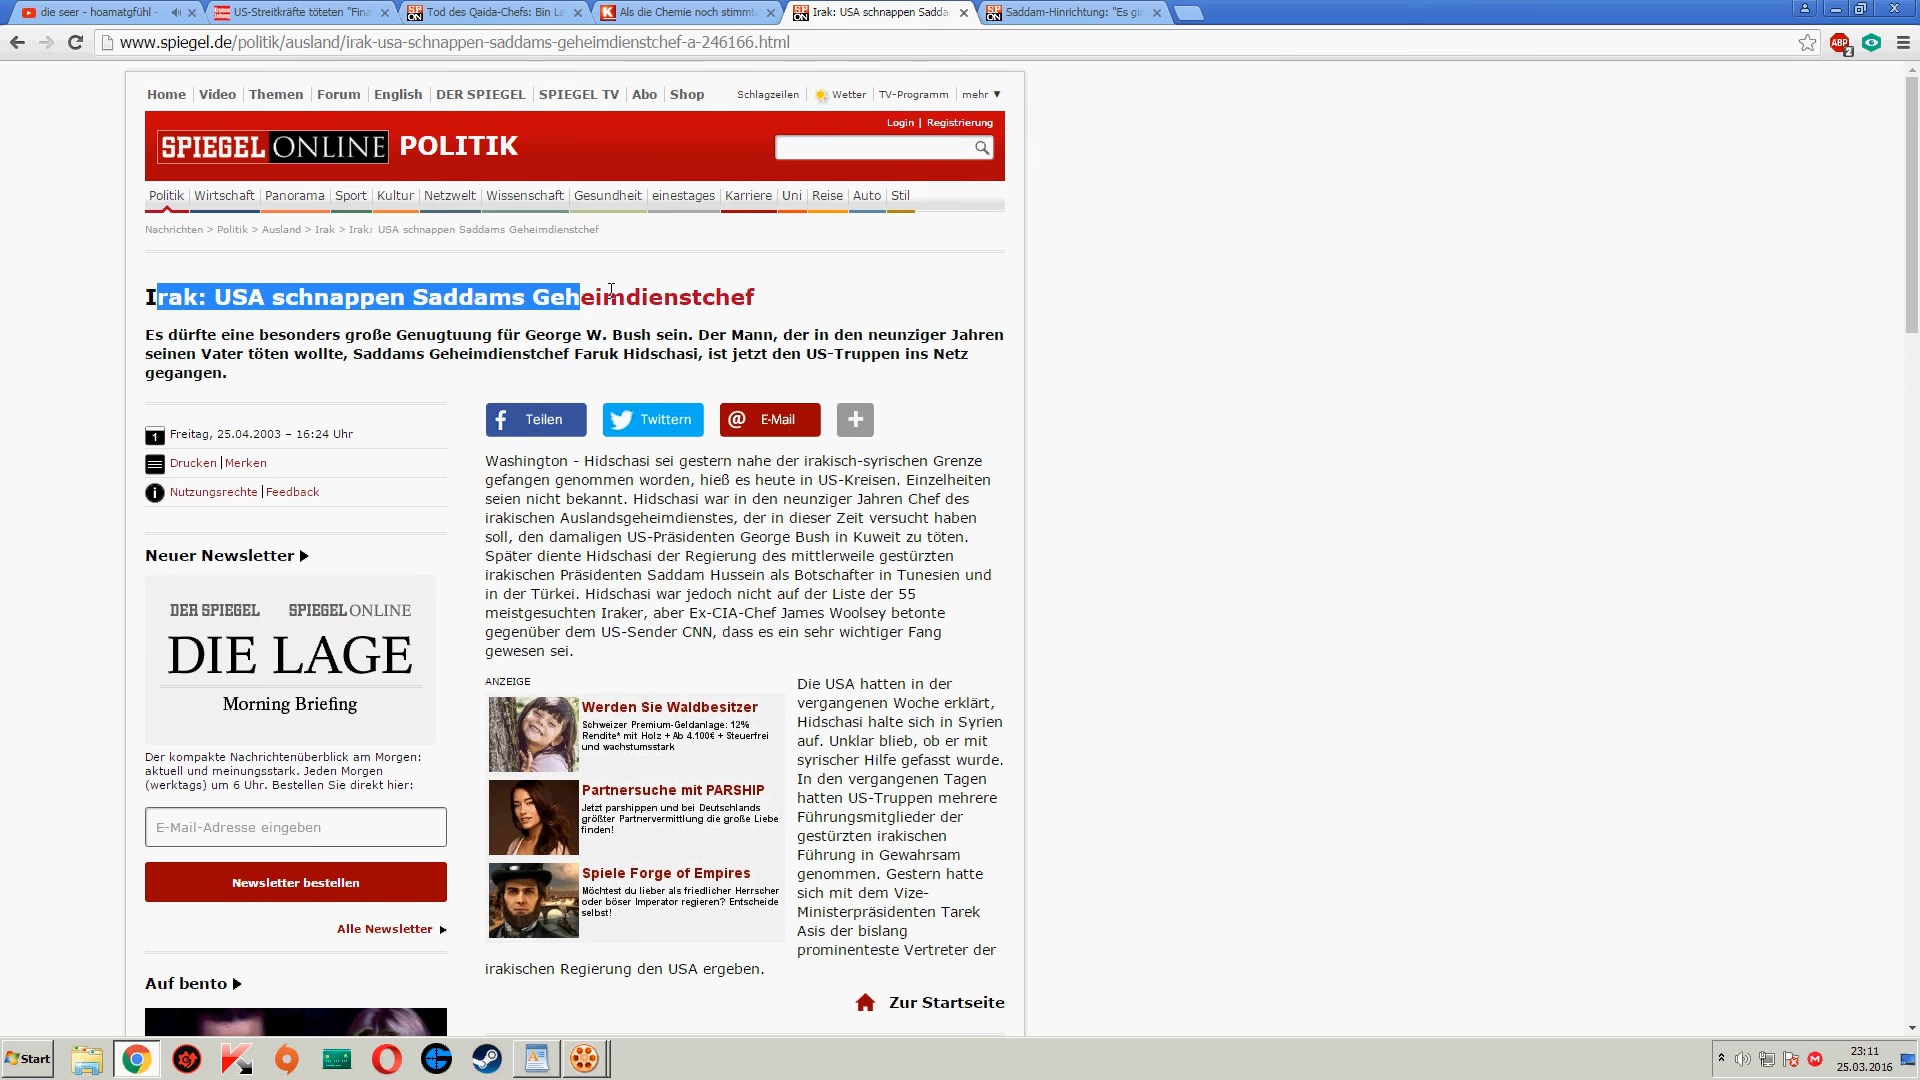 die seer - hoamatgfühl -
US-Streitkräfte töteten "Fina
Tod des Qaida-Chefs: Bin La
Als die Chemie noch stimmt
Irak: USA schnappen Sadda
Saddam-Hinrichtung: "Es gi
www.spiegel.de/politik/ausland/irak-usa-schnappen-saddams-geheimdienstchef-a-246166.html
ABP 2
Home Video Themen Forum English DER SPIEGEL SPIEGEL TV Abo Shop
Schlagzeilen Wetter TV-Programm mehr ▼
Login | Registrierung
SPIEGEL ONLINE POLITIK
Politik Wirtschaft Panorama Sport Kultur Netzwelt Wissenschaft Gesundheit einestages Karriere Uni Reise Auto Stil
Nachrichten > Politik > Ausland > Irak > Irak: USA schnappen Saddams Geheimdienstchef
Irak: USA schnappen Saddams Geheimdienstchef
Es dürfte eine besonders große Genugtuung für George W. Bush sein. Der Mann, der in den neunziger Jahren
seinen Vater töten wollte, Saddams Geheimdienstchef Faruk Hidschasi, ist jetzt den US-Truppen ins Netz
gegangen.
1 Freitag, 25.04.2003 – 16:24 Uhr
Drucken | Merken
Nutzungsrechte | Feedback
Neuer Newsletter
DER SPIEGEL SPIEGEL ONLINE
DIE LAGE
Morning Briefing
Der kompakte Nachrichtenüberblick am Morgen:
aktuell und meinungsstark. Jeden Morgen
(werktags) um 6 Uhr. Bestellen Sie direkt hier:
E-Mail-Adresse eingeben
Newsletter bestellen
Alle Newsletter
Auf bento
Teilen Twittern @ E-Mail +
Washington - Hidschasi sei gestern nahe der irakisch-syrischen Grenze
gefangen genommen worden, hieß es heute in US-Kreisen. Einzelheiten
seien nicht bekannt. Hidschasi war in den neunziger Jahren Chef des
irakischen Auslandsgeheimdienstes, der in dieser Zeit versucht haben
soll, den damaligen US-Präsidenten George Bush in Kuweit zu töten.
Später diente Hidschasi der Regierung des mittlerweile gestürzten
irakischen Präsidenten Saddam Hussein als Botschafter in Tunesien und
in der Türkei. Hidschasi war jedoch nicht auf der Liste der 55
meistgesuchten Iraker, aber Ex-CIA-Chef James Woolsey betonte
gegenüber dem US-Sender CNN, dass es ein sehr wichtiger Fang
gewesen sei.
ANZEIGE
Werden Sie Waldbesitzer
Schweizer Premium-Geldanlage: 12%
Rendite* mit Holz + Ab 4.100€ + Steuerfrei
und wachstumsstark
Partnersuche mit PARSHIP
Jetzt parshippen und bei Deutschlands
größter Partnervermittlung die große Liebe
finden!
Spiele Forge of Empires
Möchtest du lieber als friedlicher Herrscher
oder böser Imperator regieren? Entscheide
selbst!
Die USA hatten in der
vergangenen Woche erklärt,
Hidschasi halte sich in Syrien
auf. Unklar blieb, ob er mit
syrischer Hilfe gefasst wurde.
In den vergangenen Tagen
hatten US-Truppen mehrere
Führungsmitglieder der
gestürzten irakischen
Führung in Gewahrsam
genommen. Gestern hatte
sich mit dem Vize-
Ministerpräsidenten Tarek
Asis der bislang
prominenteste Vertreter der
irakischen Regierung den USA ergeben.
Zur Startseite
Start
23:11
25.03.2016